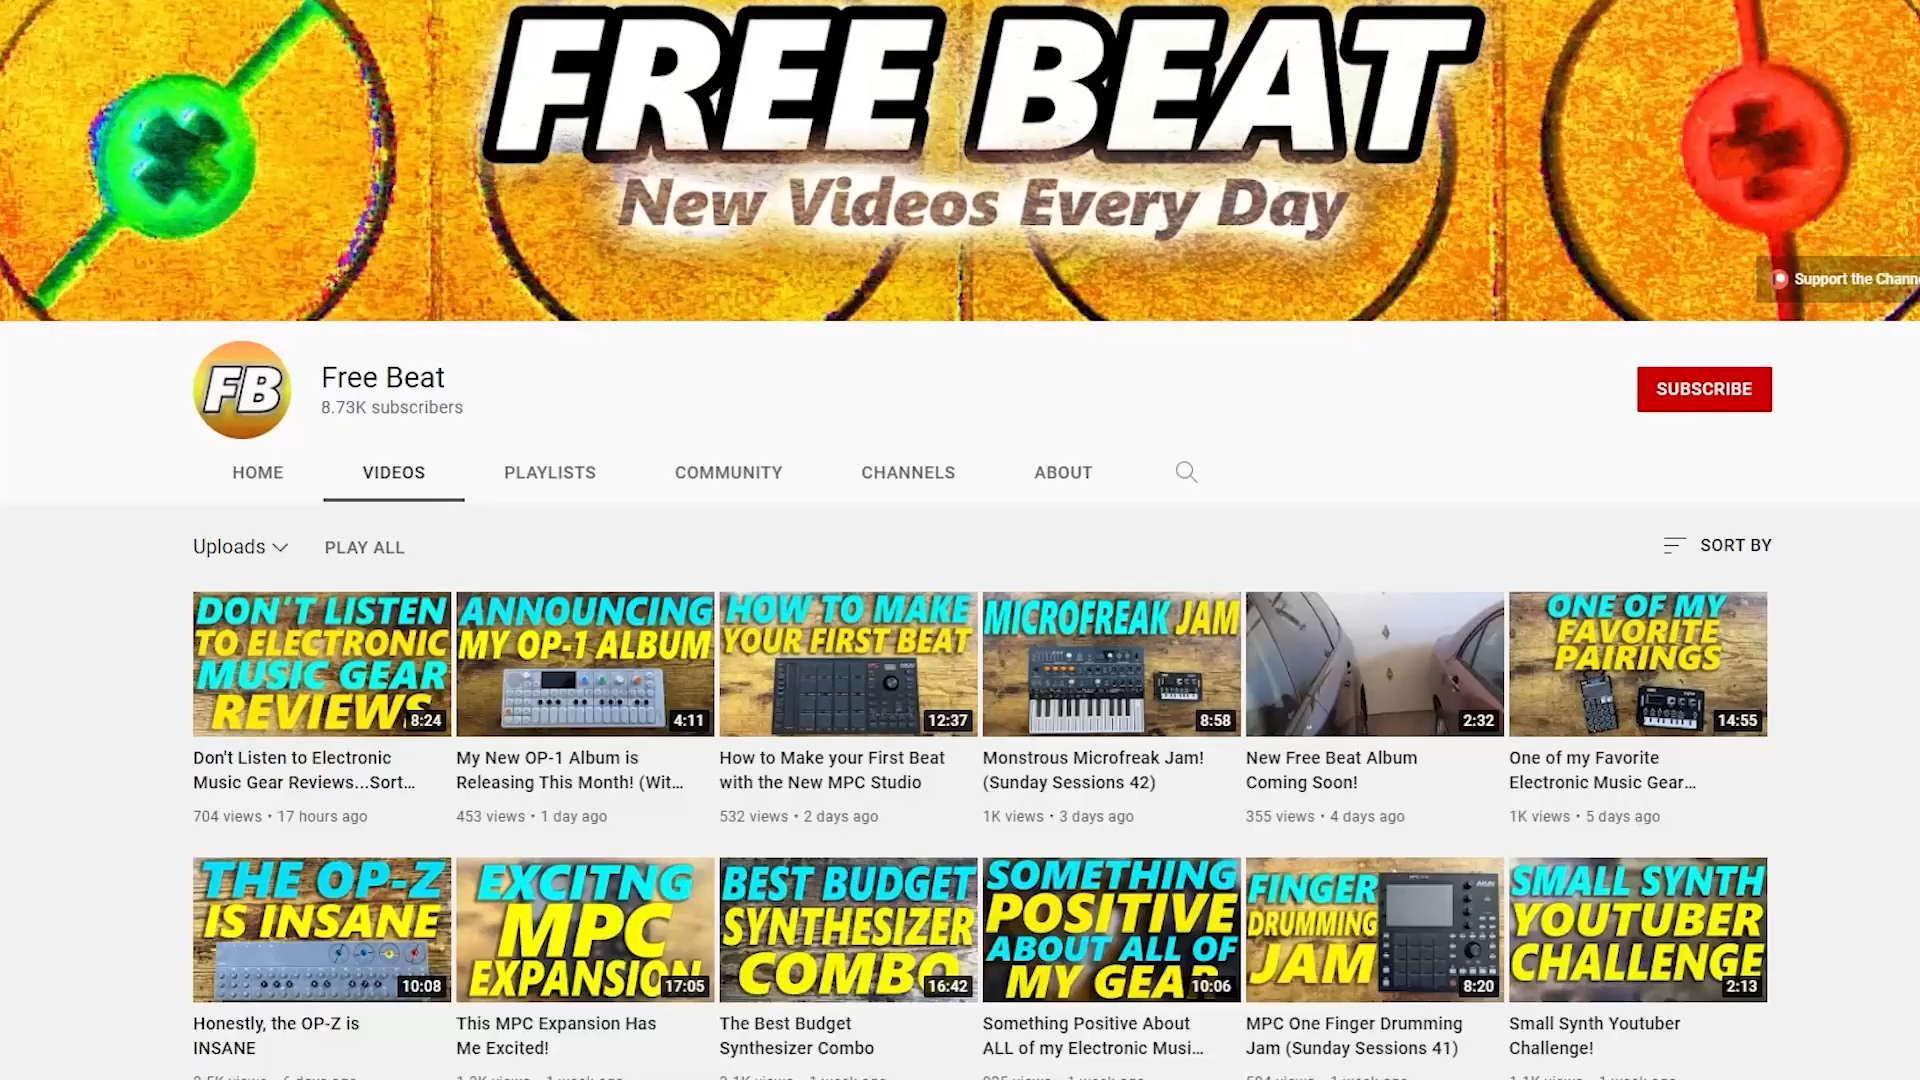 FREE BEAT
New Videos Every Day
Support the Chann
FB
Free Beat
8.73K subscribers
SUBSCRIBE
HOME VIDEOS PLAYLISTS COMMUNITY CHANNELS ABOUT
Uploads PLAY ALL SORT BY
DON'T LISTEN
TO ELECTRONIC
MUSIC GEAR
REVIEWS
8:24
ANNOUNCING
MY OP-1 ALBUM
4:11
HOW TO MAKE
YOUR FIRST BEAT
12:37
MICROFREAK JAM
8:58
2:32
ONE OF MY
FAVORITE
PAIRINGS
14:55
Don't Listen to Electronic
Music Gear Reviews...Sort...
704 views • 17 hours ago
My New OP-1 Album is
Releasing This Month! (Wit...
453 views • 1 day ago
How to Make your First Beat
with the New MPC Studio
532 views • 2 days ago
Monstrous Microfreak Jam!
(Sunday Sessions 42)
1K views • 3 days ago
New Free Beat Album
Coming Soon!
355 views • 4 days ago
One of my Favorite
Electronic Music Gear...
1K views • 5 days ago
THE OP-Z
IS INSANE
10:08
EXCITNG
MPC
EXPANSION
17:05
BEST BUDGET
SYNTHESIZER
COMBO
16:42
SOMETHING
POSITIVE
ABOUT ALL OF
MY GEAR
10:06
FINGER
DRUMMING
JAM
8:20
SMALL SYNTH
YOUTUBER
CHALLENGE
2:13
Honestly, the OP-Z is
INSANE
This MPC Expansion Has
Me Excited!
The Best Budget
Synthesizer Combo
Something Positive About
ALL of my Electronic Musi...
MPC One Finger Drumming
Jam (Sunday Sessions 41)
Small Synth Youtuber
Challenge!